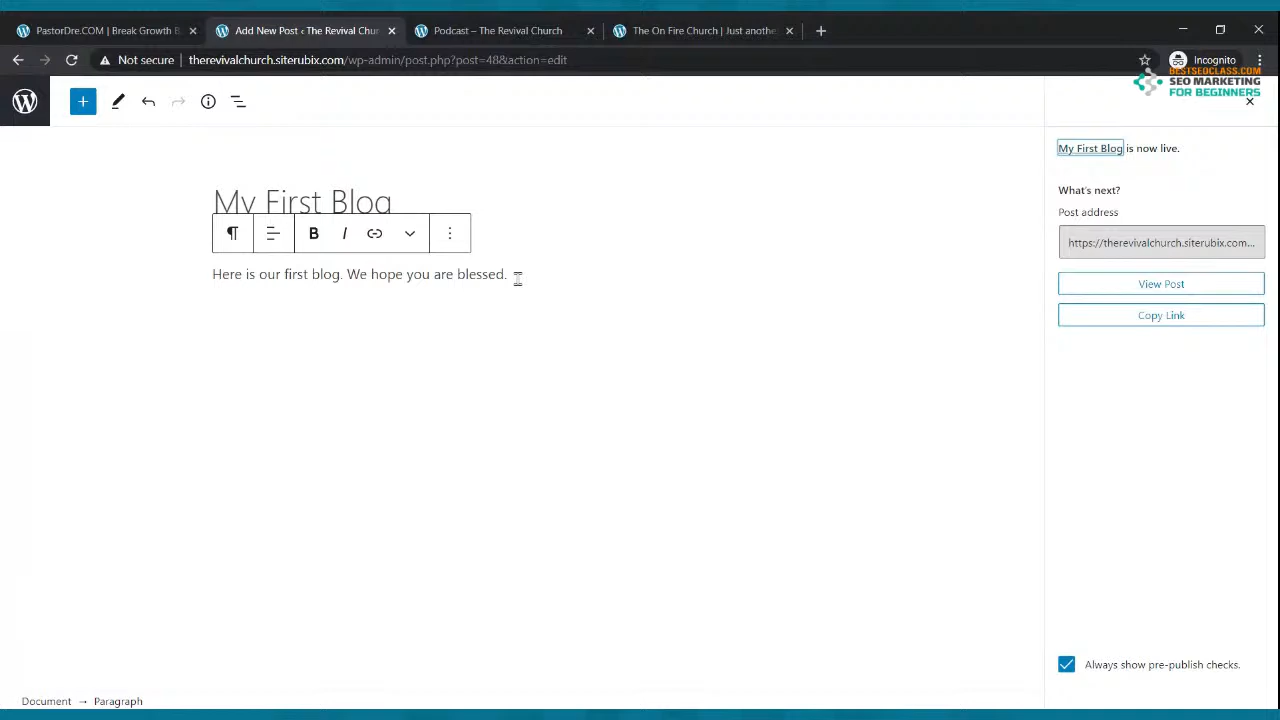 PastorDre.COM | Break Growth B
Add New Post ‹ The Revival Chur
Podcast – The Revival Church
The On Fire Church | Just anothe
Not secure | therevivalchurch.siterubix.com/wp-admin/post.php?post=48&action=edit
Incognito
BESTSEOCLASS.COM
SEO MARKETING
FOR BEGINNERS
My First Blog is now live.
What's next?
Post address
https://therevivalchurch.siterubix.com...
View Post
Copy Link
My First Blog
B I
Here is our first blog. We hope you are blessed.
Always show pre-publish checks.
Document → Paragraph